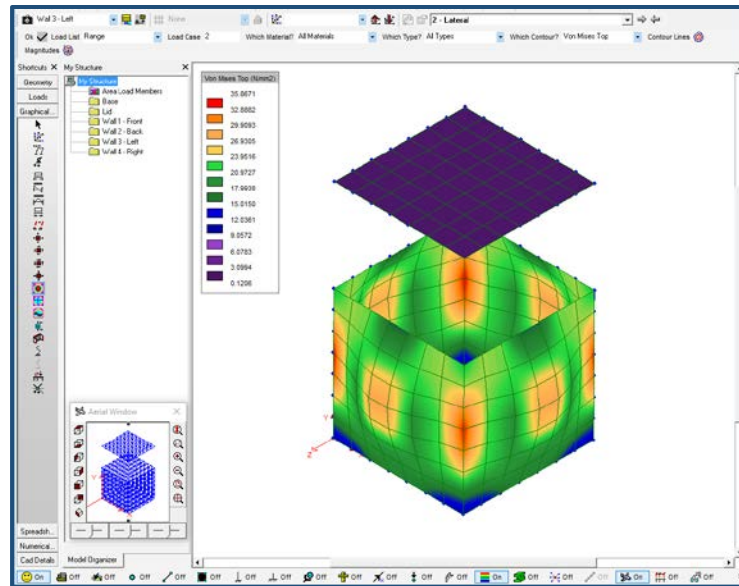 Wall 3 - Left
None
2 - Lateral
Ok Load List Range Load Case 2 Which Material? All Materials Which Type? All Types Which Contour? Von Mises Top Contour Lines
Magnitudes
Shortcuts X My Structure X
Geometry
Loads
Graphical...
My Structure
Area Load Members
Base
Lid
Wall 1 - Front
Wall 2 - Back
Wall 3 - Left
Wall 4 - Right
Von Mises Top (N/mm2)
35.8671
32.8882
29.9093
26.9305
23.9516
20.9727
17.9938
15.0150
12.0361
9.0572
6.0783
3.0994
0.1206
Y
Z
Aerial Window
Y
Z
X
Spreadsh...
Numerical...
Cad Details
Model Organizer
On Off Off Off Off Off Off Off Off Off Off Off Off On Off Off Off On Off Off